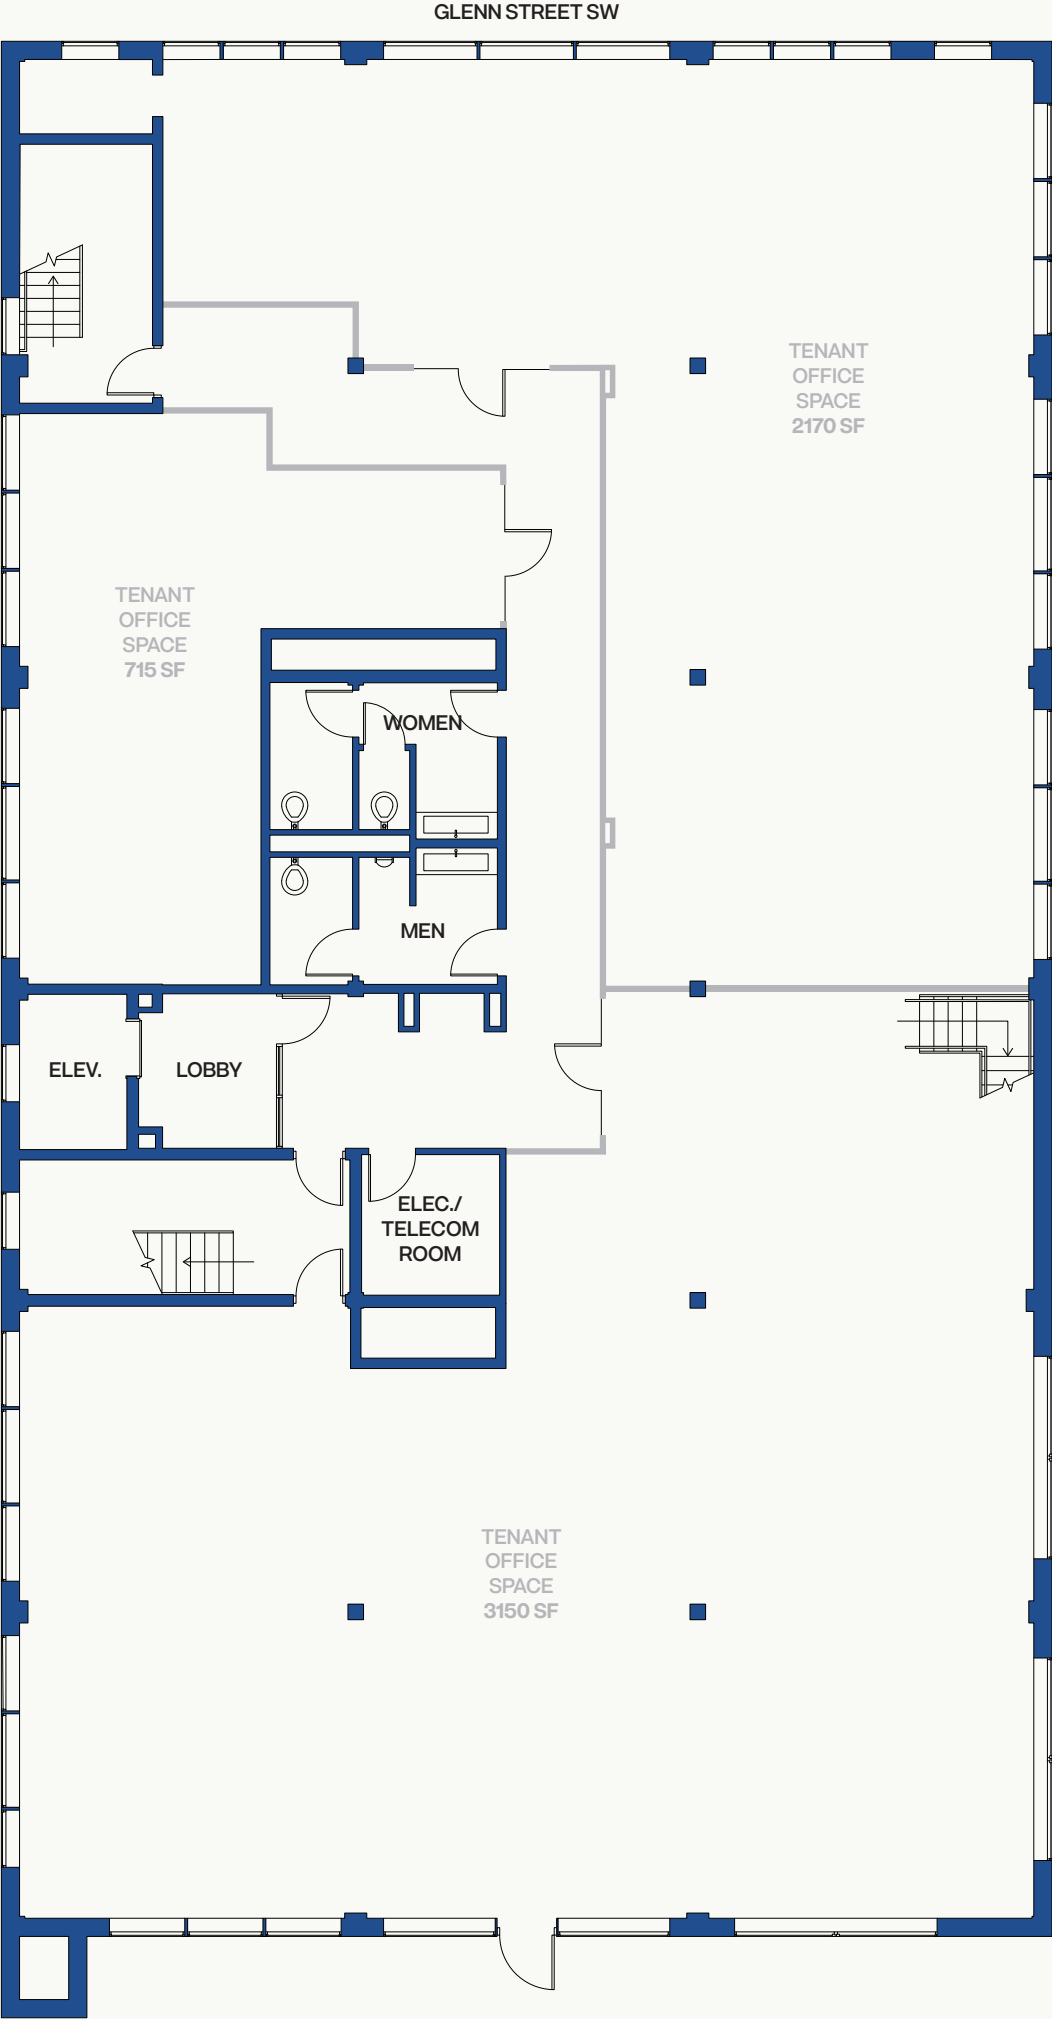 GLENN STREET SW
TENANT
OFFICE
SPACE
2170 SF
TENANT
OFFICE
SPACE
715 SF
WOMEN
MEN
ELEV.
LOBBY
ELEC./
TELECOM
ROOM
TENANT
OFFICE
SPACE
3150 SF